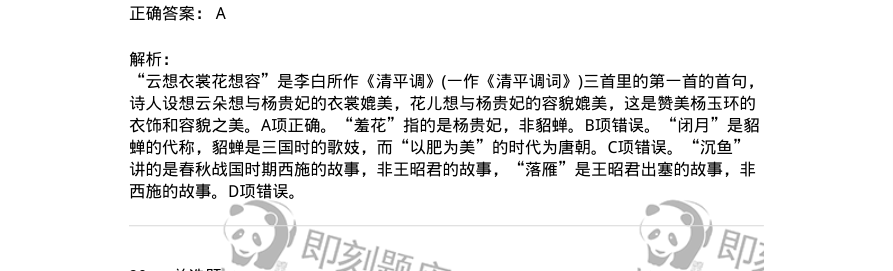 正确答案： A
解析：
“云想衣裳花想容”是李白所作《清平调》(一作《清平调词》)三首里的第一首的首句，
诗人设想云朵想与杨贵妃的衣裳媲美，花儿想与杨贵妃的容貌媲美，这是赞美杨玉环的
衣饰和容貌之美。A项正确。“羞花”指的是杨贵妃，非貂蝉。B项错误。“闭月”是貂
蝉的代称，貂蝉是三国时的歌妓，而“以肥为美”的时代为唐朝。C项错误。“沉鱼”
讲的是春秋战国时期西施的故事，非王昭君的故事，“落雁”是王昭君出塞的故事，非
西施的故事。D项错误。
即刻题库
即刻题